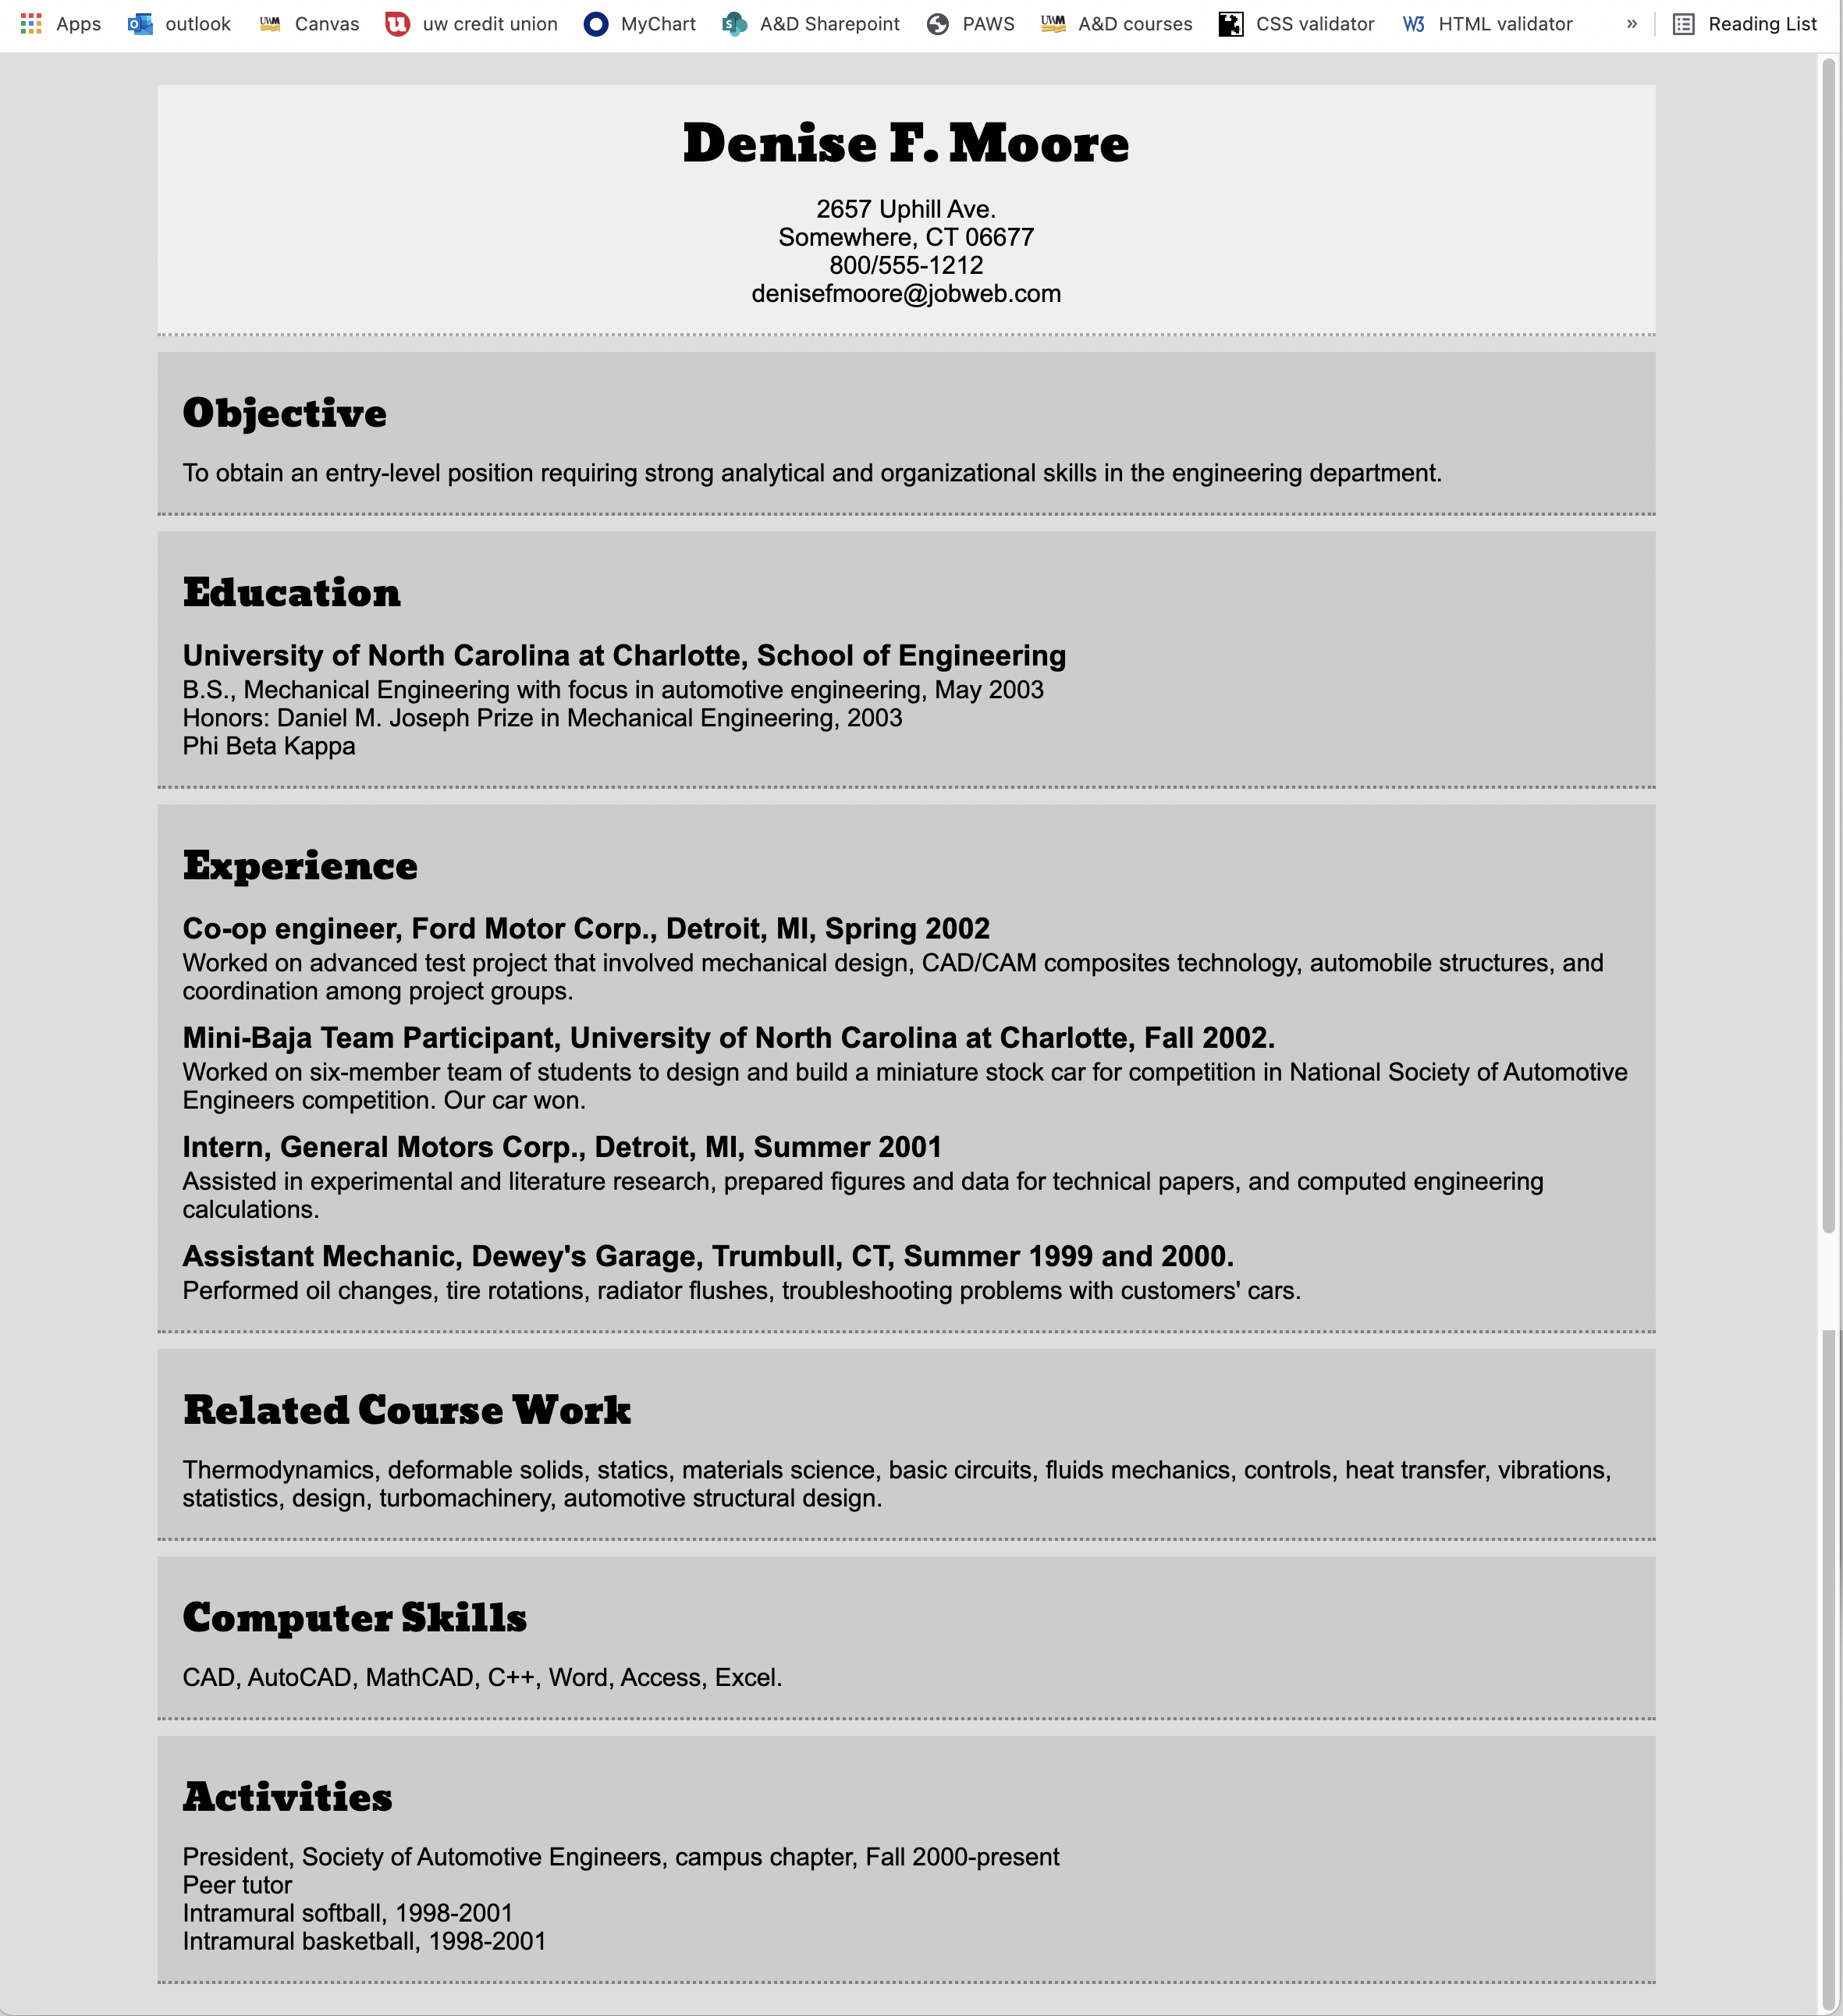 Apps outlook Canvas uw credit union MyChart A&D Sharepoint PAWS A&D courses CSS validator HTML validator » Reading List
Denise F. Moore
2657 Uphill Ave.
Somewhere, CT 06677
800/555-1212
denisefmoore@jobweb.com
Objective
To obtain an entry-level position requiring strong analytical and organizational skills in the engineering department.
Education
University of North Carolina at Charlotte, School of Engineering
B.S., Mechanical Engineering with focus in automotive engineering, May 2003
Honors: Daniel M. Joseph Prize in Mechanical Engineering, 2003
Phi Beta Kappa
Experience
Co-op engineer, Ford Motor Corp., Detroit, MI, Spring 2002
Worked on advanced test project that involved mechanical design, CAD/CAM composites technology, automobile structures, and
coordination among project groups.
Mini-Baja Team Participant, University of North Carolina at Charlotte, Fall 2002.
Worked on six-member team of students to design and build a miniature stock car for competition in National Society of Automotive
Engineers competition. Our car won.
Intern, General Motors Corp., Detroit, MI, Summer 2001
Assisted in experimental and literature research, prepared figures and data for technical papers, and computed engineering
calculations.
Assistant Mechanic, Dewey's Garage, Trumbull, CT, Summer 1999 and 2000.
Performed oil changes, tire rotations, radiator flushes, troubleshooting problems with customers' cars.
Related Course Work
Thermodynamics, deformable solids, statics, materials science, basic circuits, fluids mechanics, controls, heat transfer, vibrations,
statistics, design, turbomachinery, automotive structural design.
Computer Skills
CAD, AutoCAD, MathCAD, C++, Word, Access, Excel.
Activities
President, Society of Automotive Engineers, campus chapter, Fall 2000-present
Peer tutor
Intramural softball, 1998-2001
Intramural basketball, 1998-2001